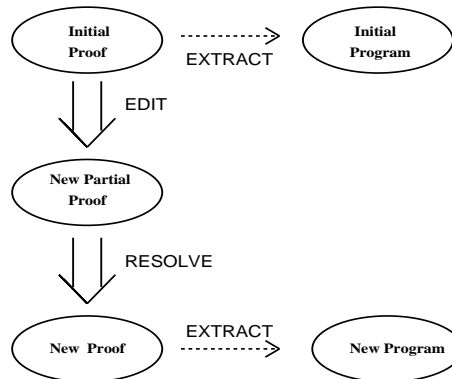 Initial
Proof
EXTRACT
Initial
Program
EDIT
New Partial
Proof
RESOLVE
New Proof
EXTRACT
New Program